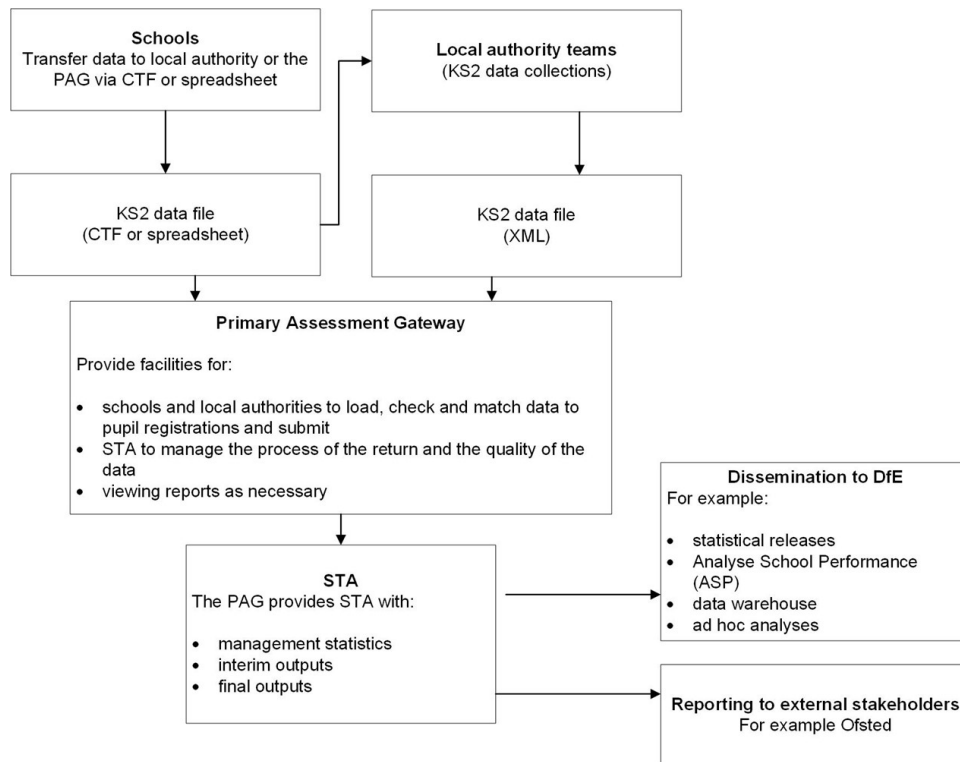 Schools
Transfer data to local authority or the
PAG via CTF or spreadsheet
Local authority teams
(KS2 data collections)
KS2 data file
(CTF or spreadsheet)
KS2 data file
(XML)
Primary Assessment Gateway
Provide facilities for:
• schools and local authorities to load, check and match data to
pupil registrations and submit
• STA to manage the process of the return and the quality of the
data
• viewing reports as necessary
STA
The PAG provides STA with:
• management statistics
• interim outputs
• final outputs
Dissemination to DfE
For example:
• statistical releases
• Analyse School Performance
(ASP)
• data warehouse
• ad hoc analyses
Reporting to external stakeholders
For example Ofsted